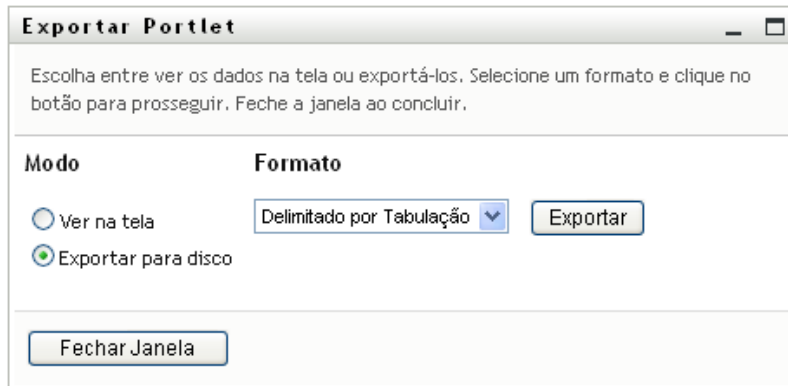 Exportar Portlet
Escolha entre ver os dados na tela ou exportá-los. Selecione um formato e clique no
botão para prosseguir. Feche a janela ao concluir.
Modo Formato
Ver na tela Delimitado por Tabulação Exportar
Exportar para disco
Fechar Janela